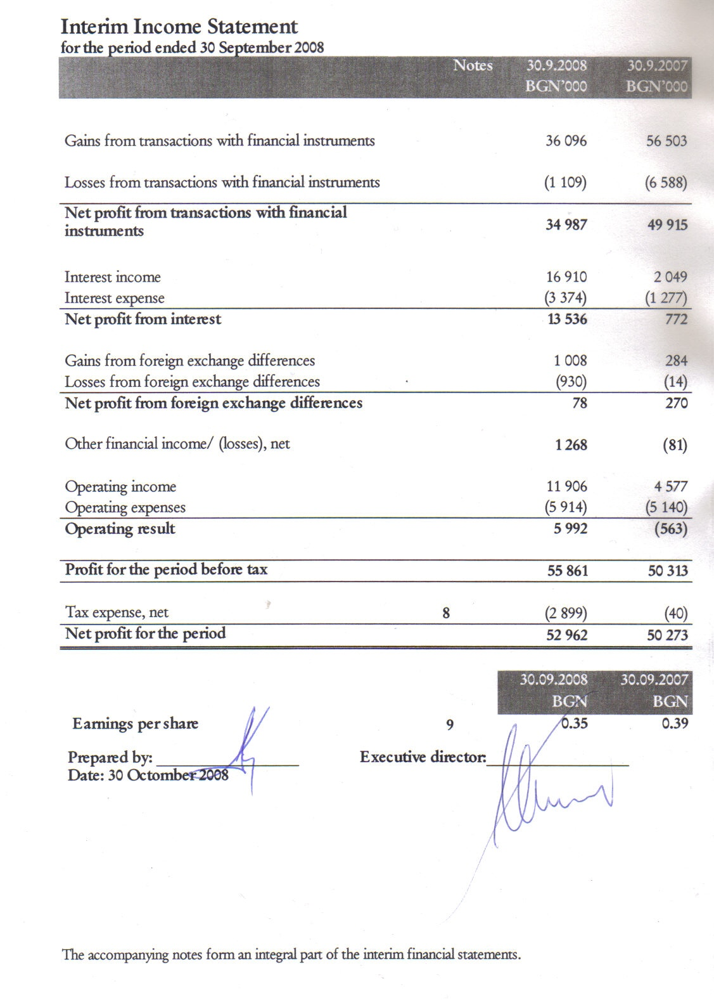 Interim Income Statement
for the period ended 30 September 2008
Notes 30.9.2008 30.9.2007
BGN'000 BGN'000
Gains from transactions with financial instruments 36 096 56 503
Losses from transactions with financial instruments (1 109) (6 588)
Net profit from transactions with financial
instruments 34 987 49 915
Interest income 16 910 2 049
Interest expense (3 374) (1 277)
Net profit from interest 13 536 772
Gains from foreign exchange differences 1 008 284
Losses from foreign exchange differences (930) (14)
Net profit from foreign exchange differences 78 270
Other financial income/ (losses), net 1 268 (81)
Operating income 11 906 4 577
Operating expenses (5 914) (5 140)
Operating result 5 992 (563)
Profit for the period before tax 55 861 50 313
Tax expense, net 8 (2 899) (40)
Net profit for the period 52 962 50 273
30.09.2008 30.09.2007
BGN BGN
Earnings per share 9 0.35 0.39
Prepared by: Executive director:
Date: 30 Octomber 2008
The accompanying notes form an integral part of the interim financial statements.